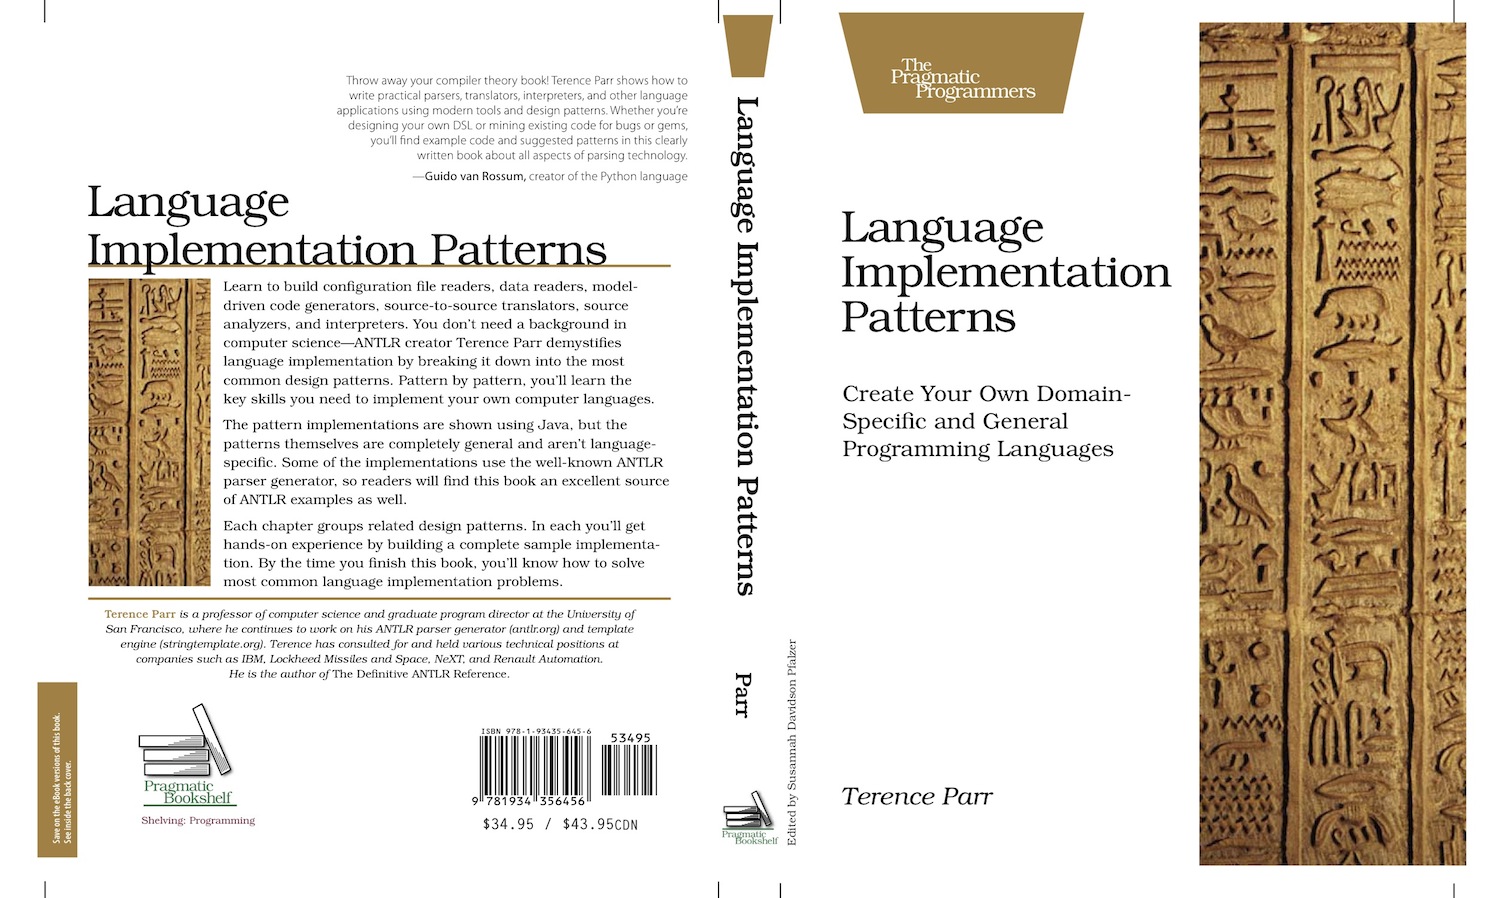 Throw away your compiler theory book! Terence Parr shows how to
write practical parsers, translators, interpreters, and other language
applications using modern tools and design patterns. Whether you're
designing your own DSL or mining existing code for bugs or gems,
you'll find example code and suggested patterns in this clearly
written book about all aspects of parsing technology.
—Guido van Rossum, creator of the Python language
Language
Implementation Patterns
Learn to build configuration file readers, data readers, model-
driven code generators, source-to-source translators, source
analyzers, and interpreters. You don't need a background in
computer science—ANTLR creator Terence Parr demystifies
language implementation by breaking it down into the most
common design patterns. Pattern by pattern, you'll learn the
key skills you need to implement your own computer languages.
The pattern implementations are shown using Java, but the
patterns themselves are completely general and aren't language-
specific. Some of the implementations use the well-known ANTLR
parser generator, so readers will find this book an excellent source
of ANTLR examples as well.
Each chapter groups related design patterns. In each you'll get
hands-on experience by building a complete sample implementa-
tion. By the time you finish this book, you'll know how to solve
most common language implementation problems.
Terence Parr is a professor of computer science and graduate program director at the University of
San Francisco, where he continues to work on his ANTLR parser generator (antlr.org) and template
engine (stringtemplate.org). Terence has consulted for and held various technical positions at
companies such as IBM, Lockheed Missiles and Space, NeXT, and Renault Automation.
He is the author of The Definitive ANTLR Reference.
Save on the eBook versions of this book.
See inside the back cover.
Pragmatic
Bookshelf
Shelving: Programming
ISBN 978-1-93435-645-6
53495
9 781934 356456
$34.95 / $43.95CDN
Language Implementation Patterns
Parr
Pragmatic
Bookshelf
Edited by Susannah Davidson Pfalzer
The
Pragmatic
Programmers
Language
Implementation
Patterns
Create Your Own Domain-
Specific and General
Programming Languages
Terence Parr